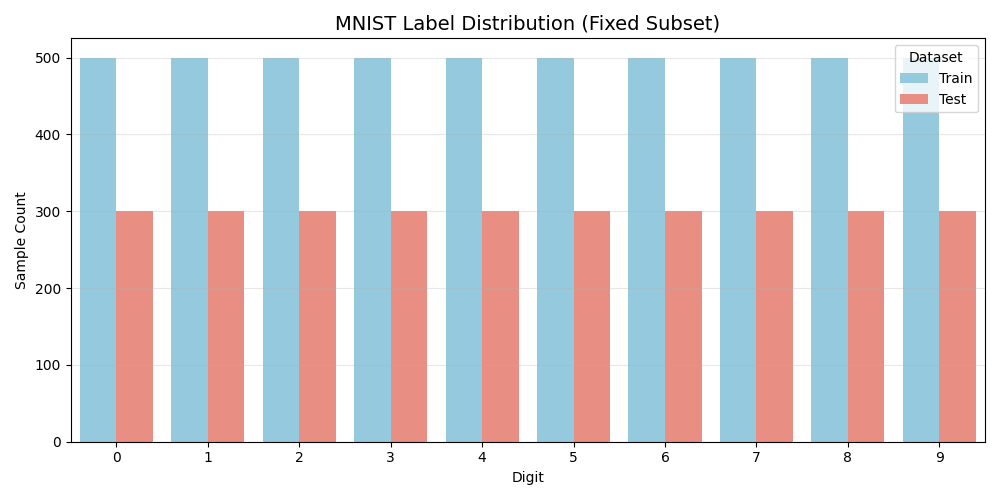 MNIST Label Distribution (Fixed Subset)
Dataset
Train
Test
500
400
300
200
100
0
Sample Count
0 1 2 3 4 5 6 7 8 9
Digit